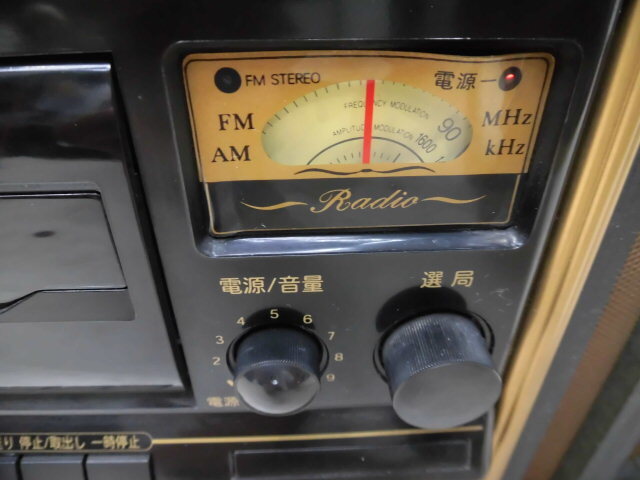 FM STEREO 電源
FREQUENCY MODULATION
FM 90 MHz
AMPLITUDE MODULATION 1600
AM kHz
Radio
電源/音量 選局
2 3 4 5 6 7 8 9
電源
停止/取出し 一時停止